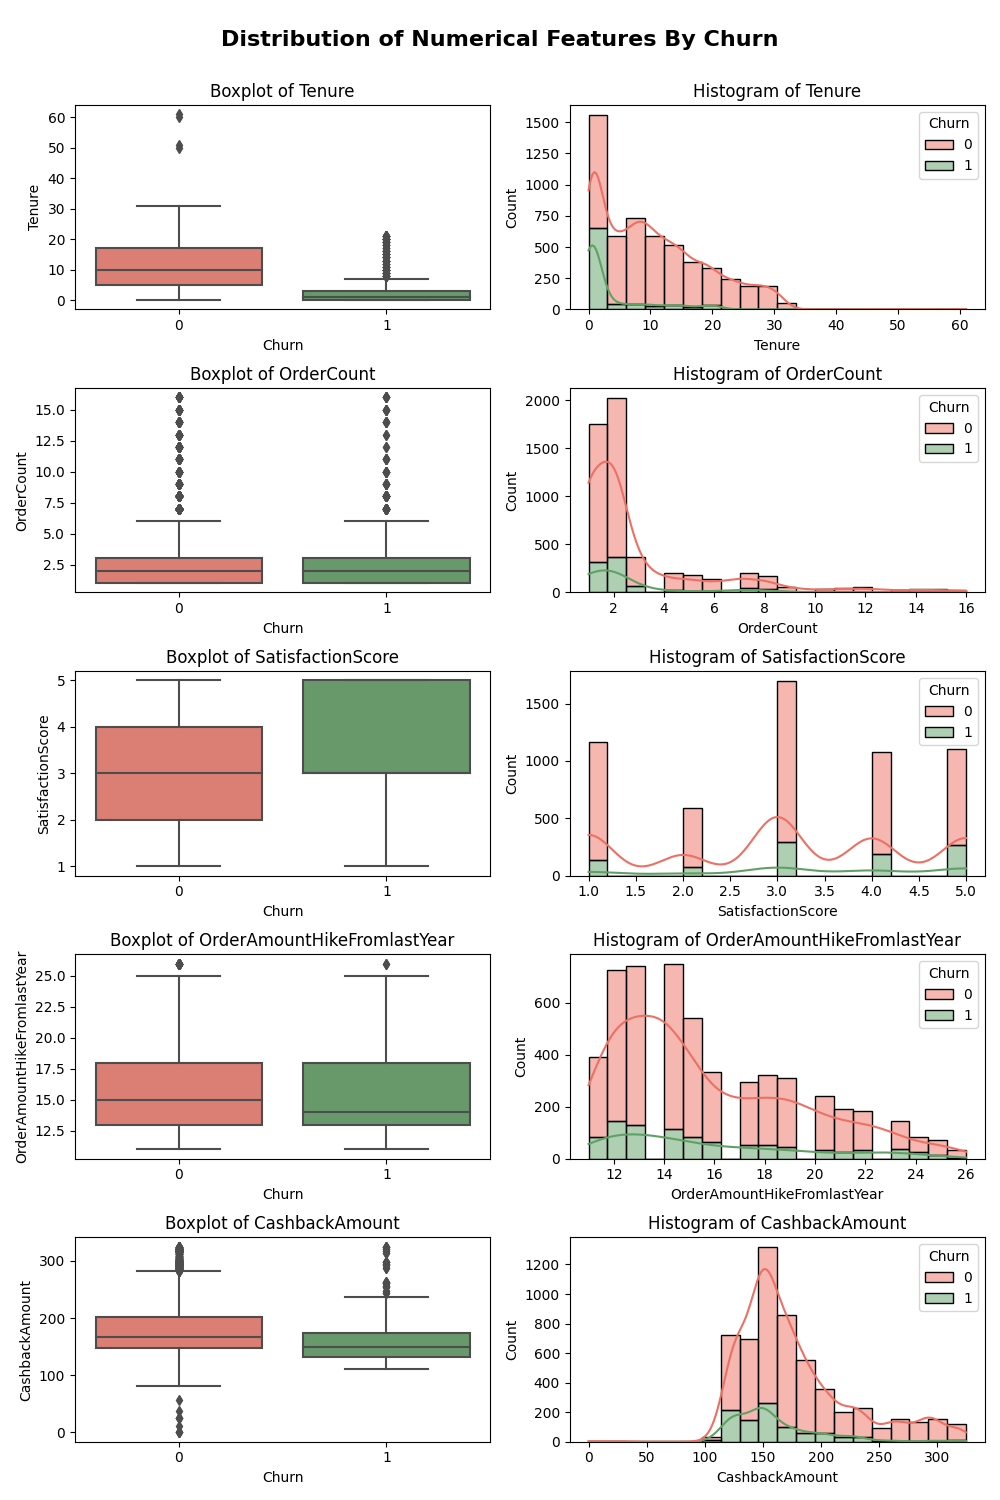 Distribution of Numerical Features By Churn
Boxplot of Tenure
60
50
40
30
20
10
0
Tenure
0 1
Churn
Histogram of Tenure
1500
1250
1000
750
500
250
0
Count
0 10 20 30 40 50 60
Tenure
Churn
0
1
Boxplot of OrderCount
15.0
12.5
10.0
7.5
5.0
2.5
OrderCount
0 1
Churn
Histogram of OrderCount
2000
1500
1000
500
0
Count
2 4 6 8 10 12 14 16
OrderCount
Churn
0
1
Boxplot of SatisfactionScore
5
4
3
2
1
SatisfactionScore
0 1
Churn
Histogram of SatisfactionScore
1500
1000
500
0
Count
1.0 1.5 2.0 2.5 3.0 3.5 4.0 4.5 5.0
SatisfactionScore
Churn
0
1
Boxplot of OrderAmountHikeFromlastYear
25.0
22.5
20.0
17.5
15.0
12.5
OrderAmountHikeFromlastYear
0 1
Churn
Histogram of OrderAmountHikeFromlastYear
600
400
200
0
Count
12 14 16 18 20 22 24 26
OrderAmountHikeFromlastYear
Churn
0
1
Boxplot of CashbackAmount
300
200
100
0
CashbackAmount
0 1
Churn
Histogram of CashbackAmount
1200
1000
800
600
400
200
0
Count
0 50 100 150 200 250 300
CashbackAmount
Churn
0
1